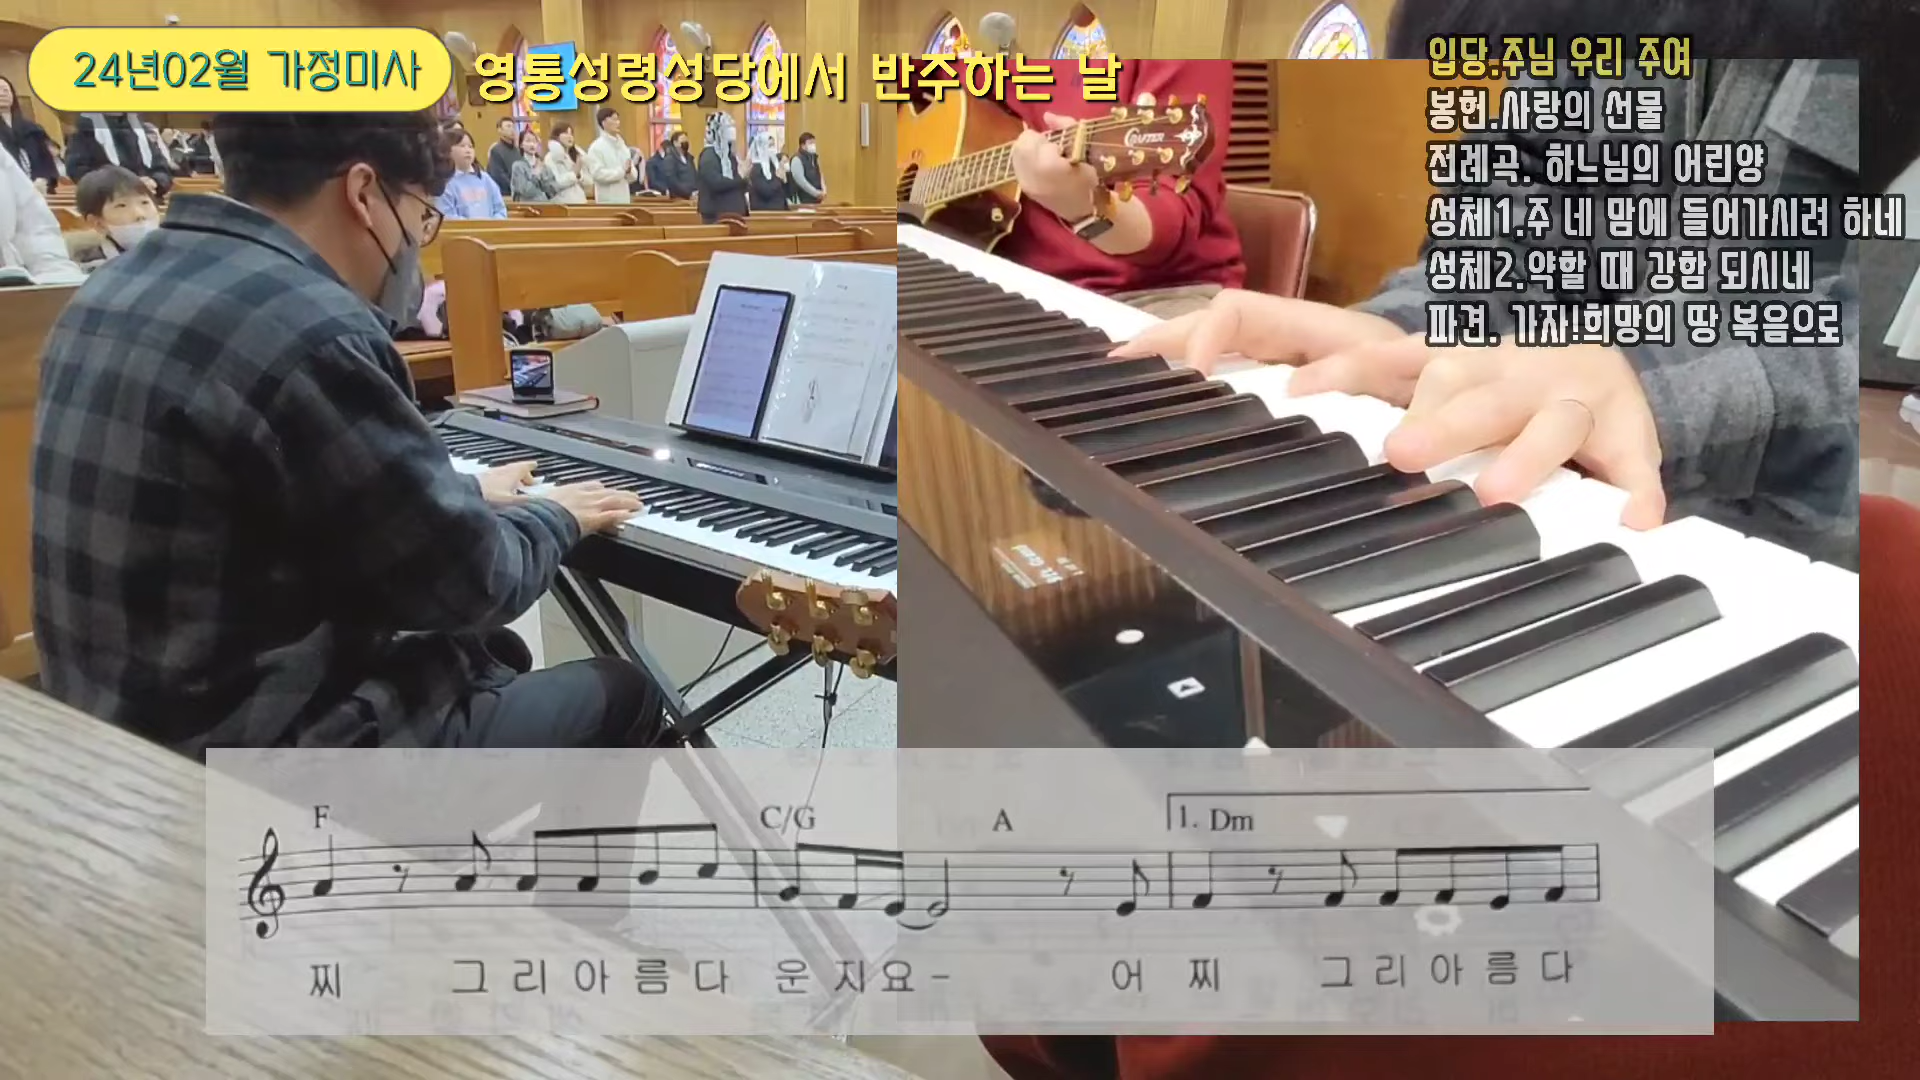 24년02월 가정미사
영통성령성당에서 반주하는 날
입당.주님 우리 주여
봉헌.사랑의 선물
전례곡. 하느님의 어린양
성체1.주 네 맘에 들어가시려 하네
성체2.약할 때 강함 되시네
파견. 가자!희망의 땅 복음으로
CRAFTER
F C/G A 1. Dm
찌 그 리 아 름 다 운 지 요 - 어 찌 그 리 아 름 다